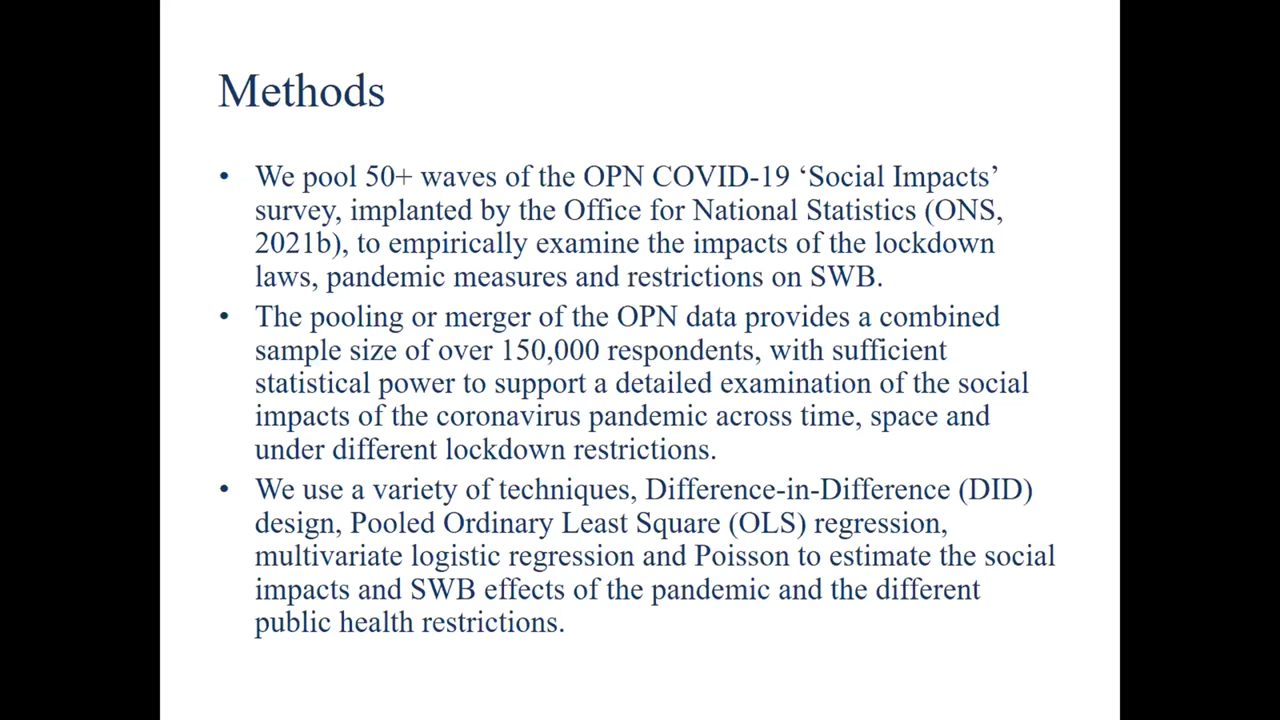 Methods
• We pool 50+ waves of the OPN COVID-19 ‘Social Impacts’
survey, implanted by the Office for National Statistics (ONS,
2021b), to empirically examine the impacts of the lockdown
laws, pandemic measures and restrictions on SWB.
• The pooling or merger of the OPN data provides a combined
sample size of over 150,000 respondents, with sufficient
statistical power to support a detailed examination of the social
impacts of the coronavirus pandemic across time, space and
under different lockdown restrictions.
• We use a variety of techniques, Difference-in-Difference (DID)
design, Pooled Ordinary Least Square (OLS) regression,
multivariate logistic regression and Poisson to estimate the social
impacts and SWB effects of the pandemic and the different
public health restrictions.